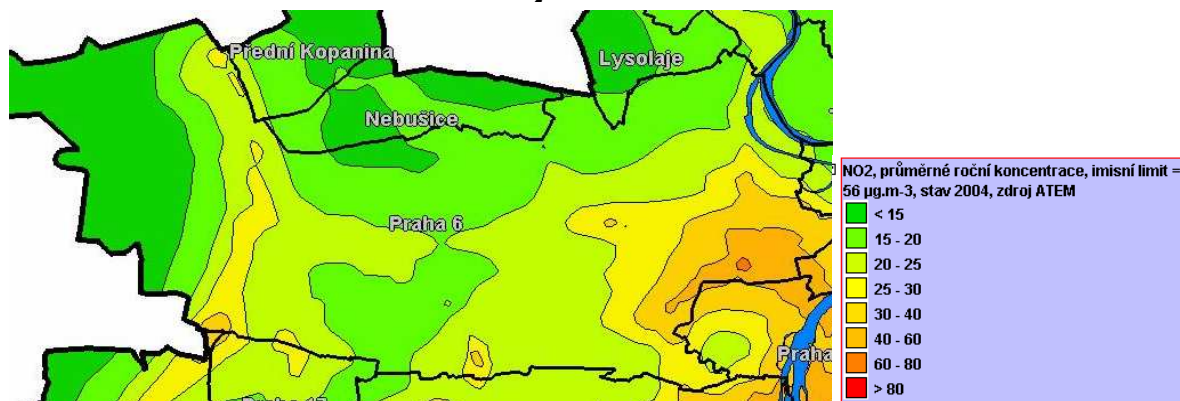 Přední Kopanina
Lysolaje
Nebušice
Praha 6
Praha
NO2, průměrné roční koncentrace, imisní limit =
56 µg.m-3, stav 2004, zdroj ATEM
< 15
15 - 20
20 - 25
25 - 30
30 - 40
40 - 60
60 - 80
> 80